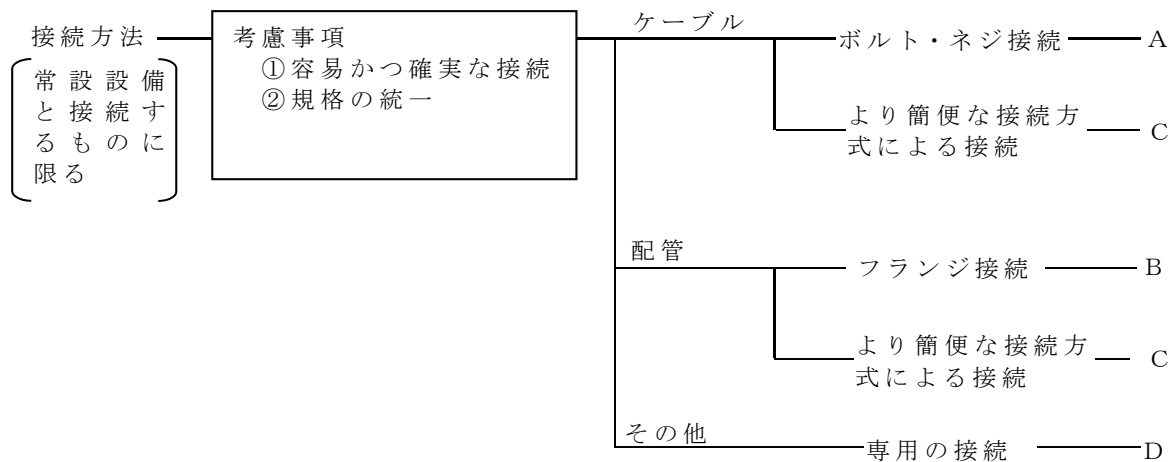 接続方法
常設設備
と接続す
るものに
限る
考慮事項
①容易かつ確実な接続
②規格の統一
ケーブル
ボルト・ネジ接続
A
より簡便な接続方
式による接続
C
配管
フランジ接続
B
より簡便な接続方
式による接続
C
その他
専用の接続
D